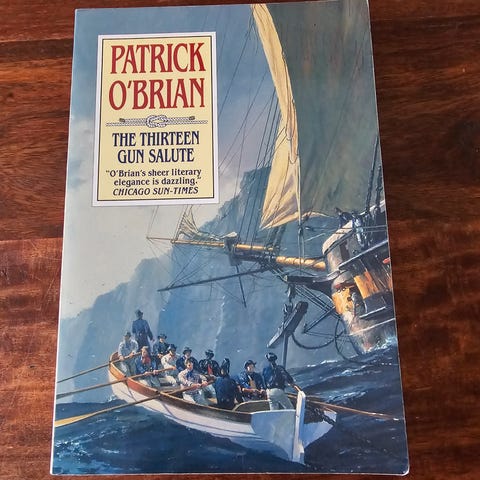 PATRICK
O'BRIAN
THE THIRTEEN
GUN SALUTE
"O'Brian's sheer literary
elegance is dazzling."
CHICAGO SUN-TIMES